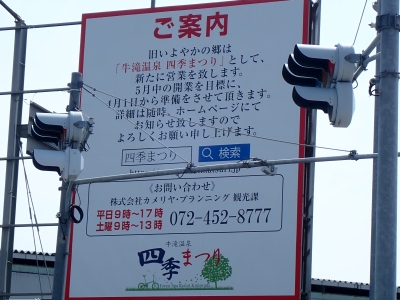 ご案内
旧いよやかの郷は
「牛滝温泉 四季まつり」として、
新たに営業を致します。
5月中の開業を目標に、
4月1日から準備をさせて頂きます。
詳細は随時、ホームページにて
お知らせ致しますので
よろしくお願い申し上げます。
四季まつり 検索
《お問い合わせ》
株式会社カメリヤ・プランニング 観光課
平日9時〜17時
土曜9時〜13時
072-452-8777
牛滝温泉
四季まつり